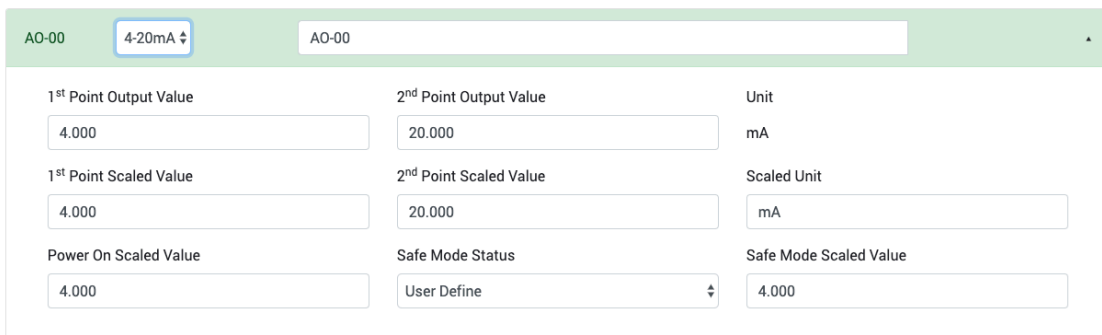 AO-00 4-20mA AO-00
1st Point Output Value 2nd Point Output Value Unit
4.000 20.000 mA
1st Point Scaled Value 2nd Point Scaled Value Scaled Unit
4.000 20.000 mA
Power On Scaled Value Safe Mode Status Safe Mode Scaled Value
4.000 User Define 4.000